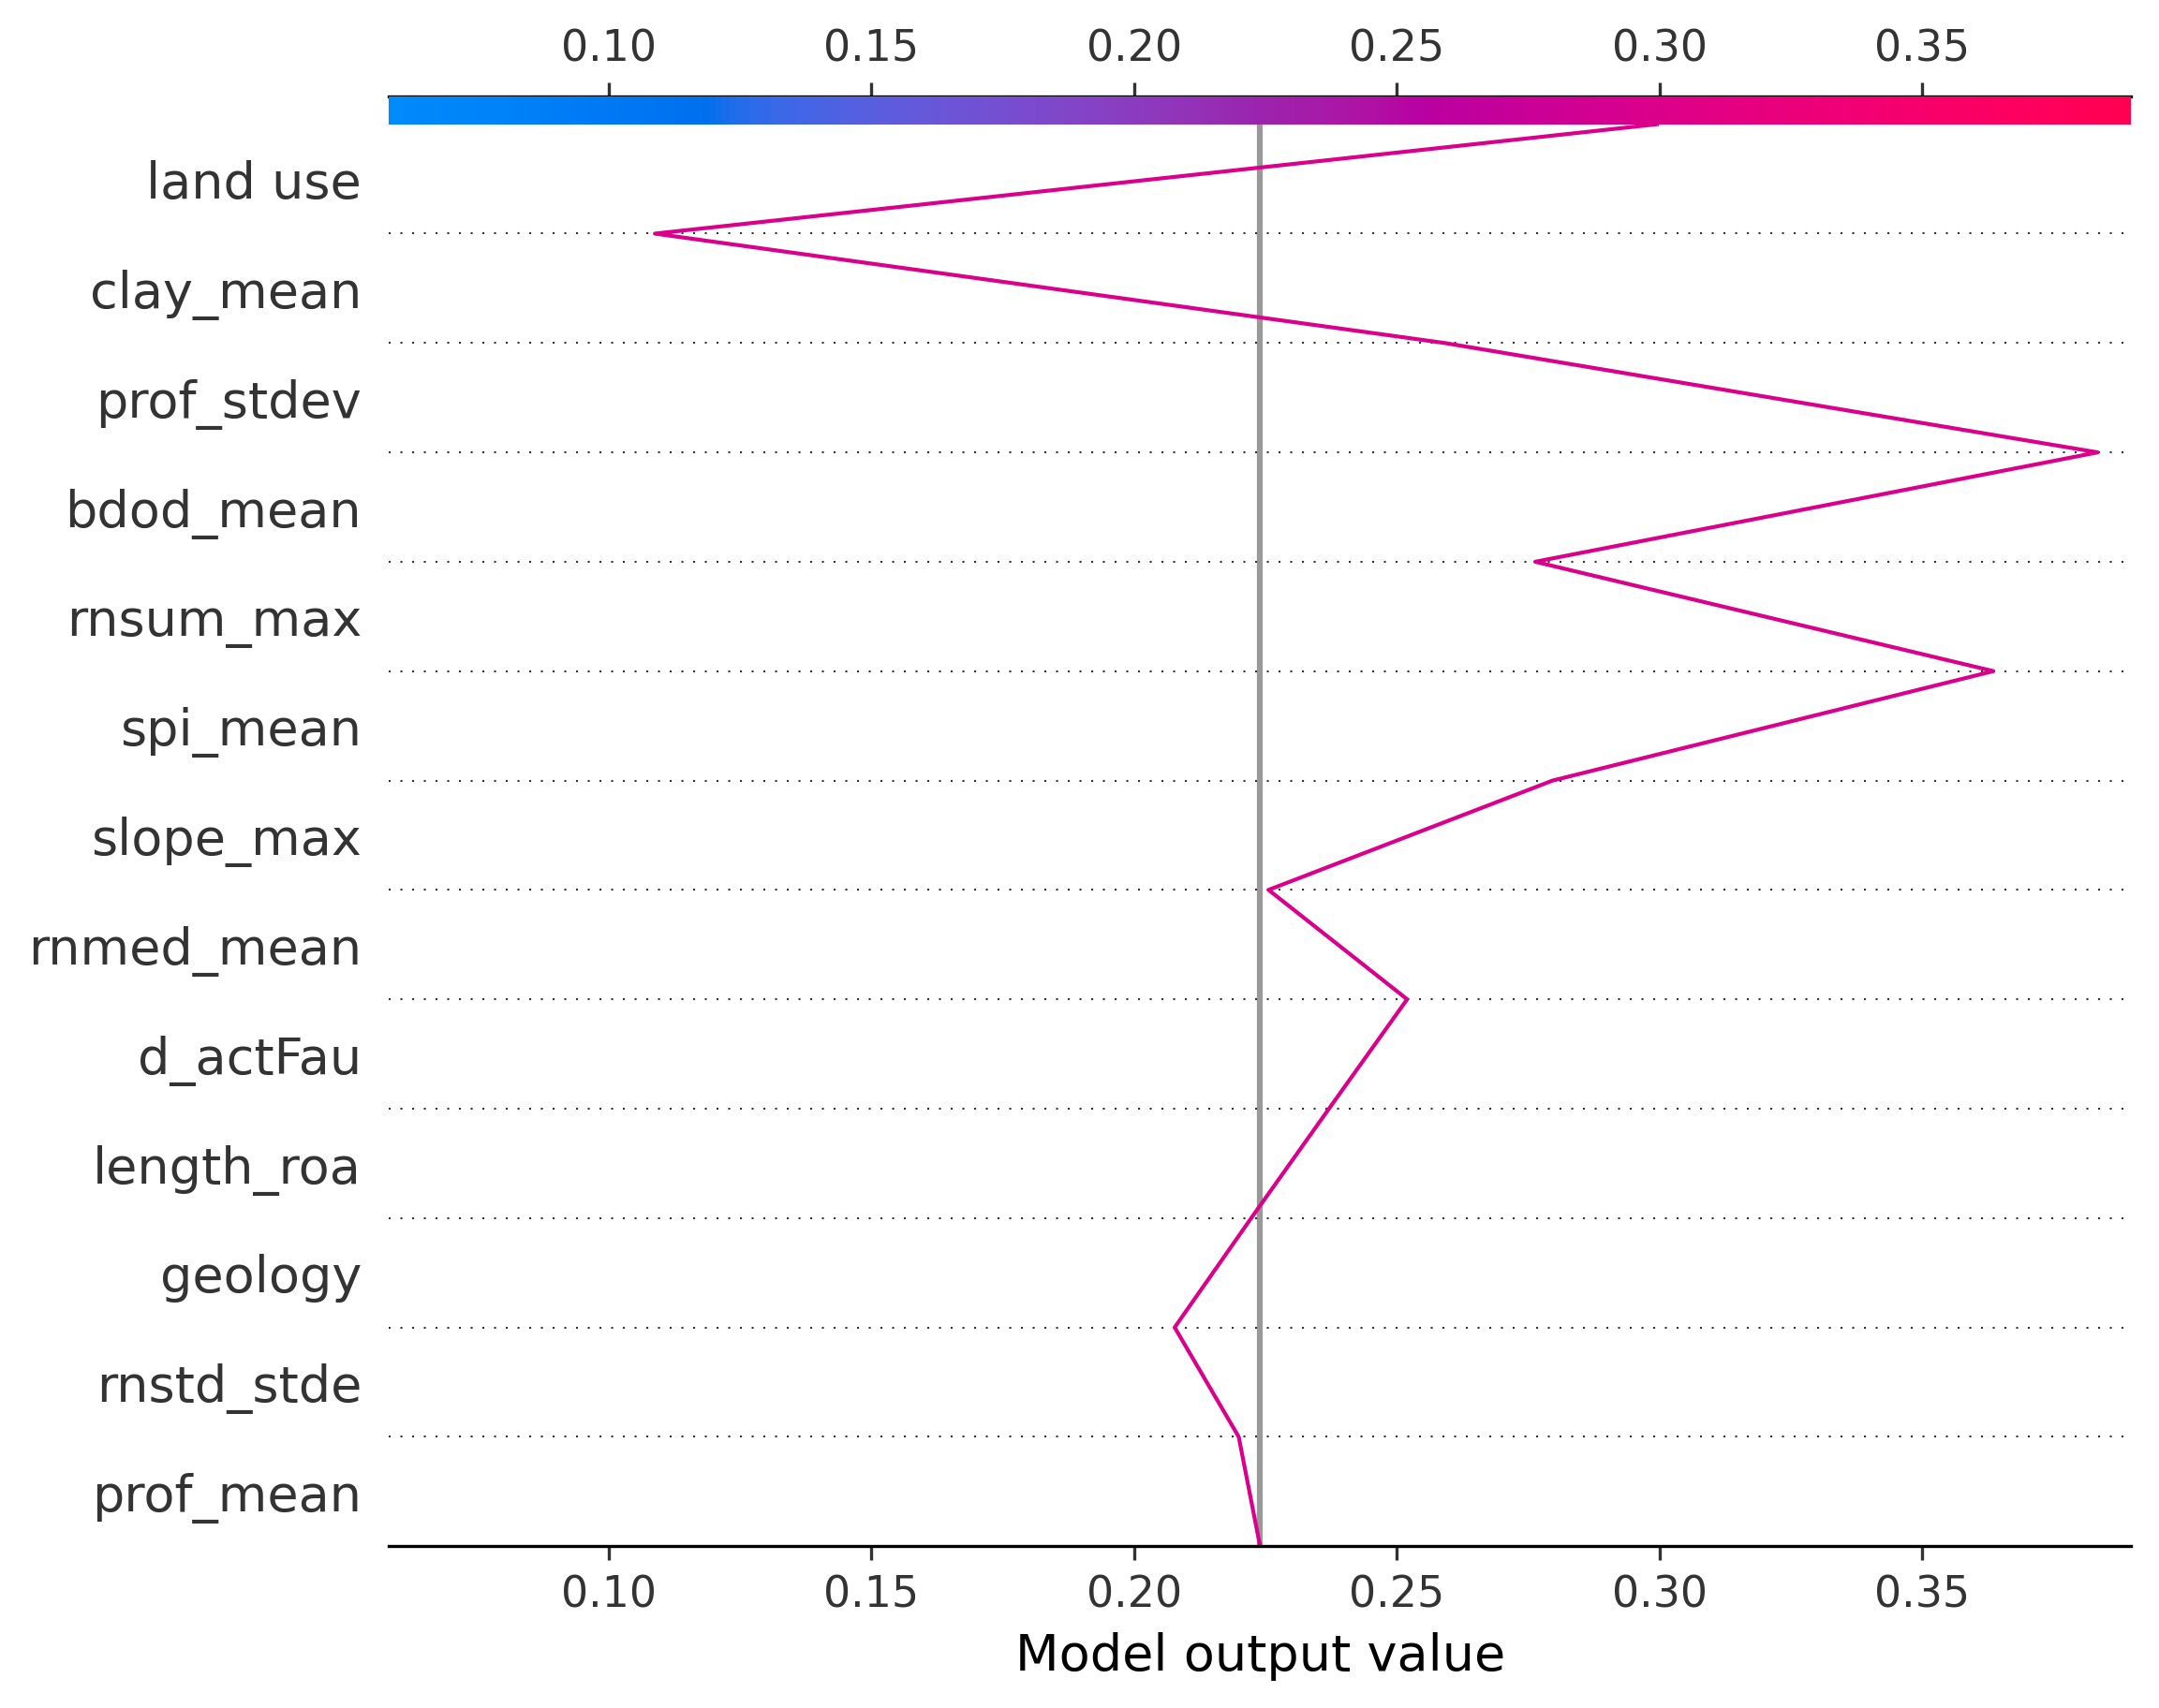 0.10 0.15 0.20 0.25 0.30 0.35
land use
clay_mean
prof_stdev
bdod_mean
rnsum_max
spi_mean
slope_max
rnmed_mean
d_actFau
length_roa
geology
rnstd_stde
prof_mean
0.10 0.15 0.20 0.25 0.30 0.35
Model output value